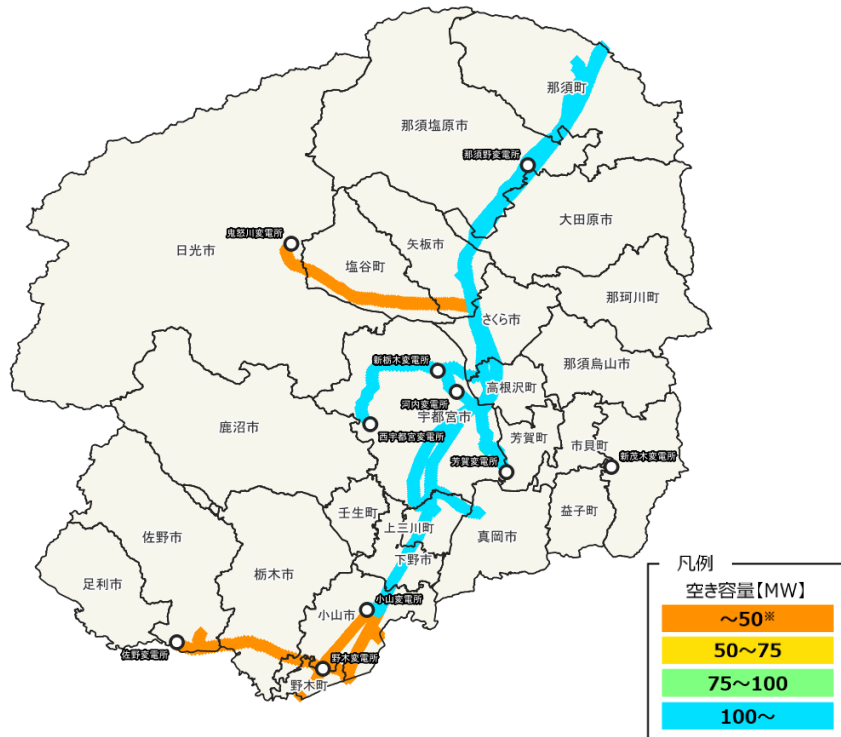 那須町
那須塩原市
那須野変電所
大田原市
鬼怒川変電所
日光市
矢板市
塩谷町
那珂川町
さくら市
新栃木変電所
那須烏山市
高根沢町
河内変電所
宇都宮市
鹿沼市
西宇都宮変電所
芳賀町
市貝町
芳賀変電所
新茂木変電所
壬生町
益子町
上三川町
真岡市
佐野市
下野市
栃木市
足利市
小山変電所
小山市
佐野変電所
野木変電所
野木町
凡例
空き容量【MW】
~50※
50~75
75~100
100~